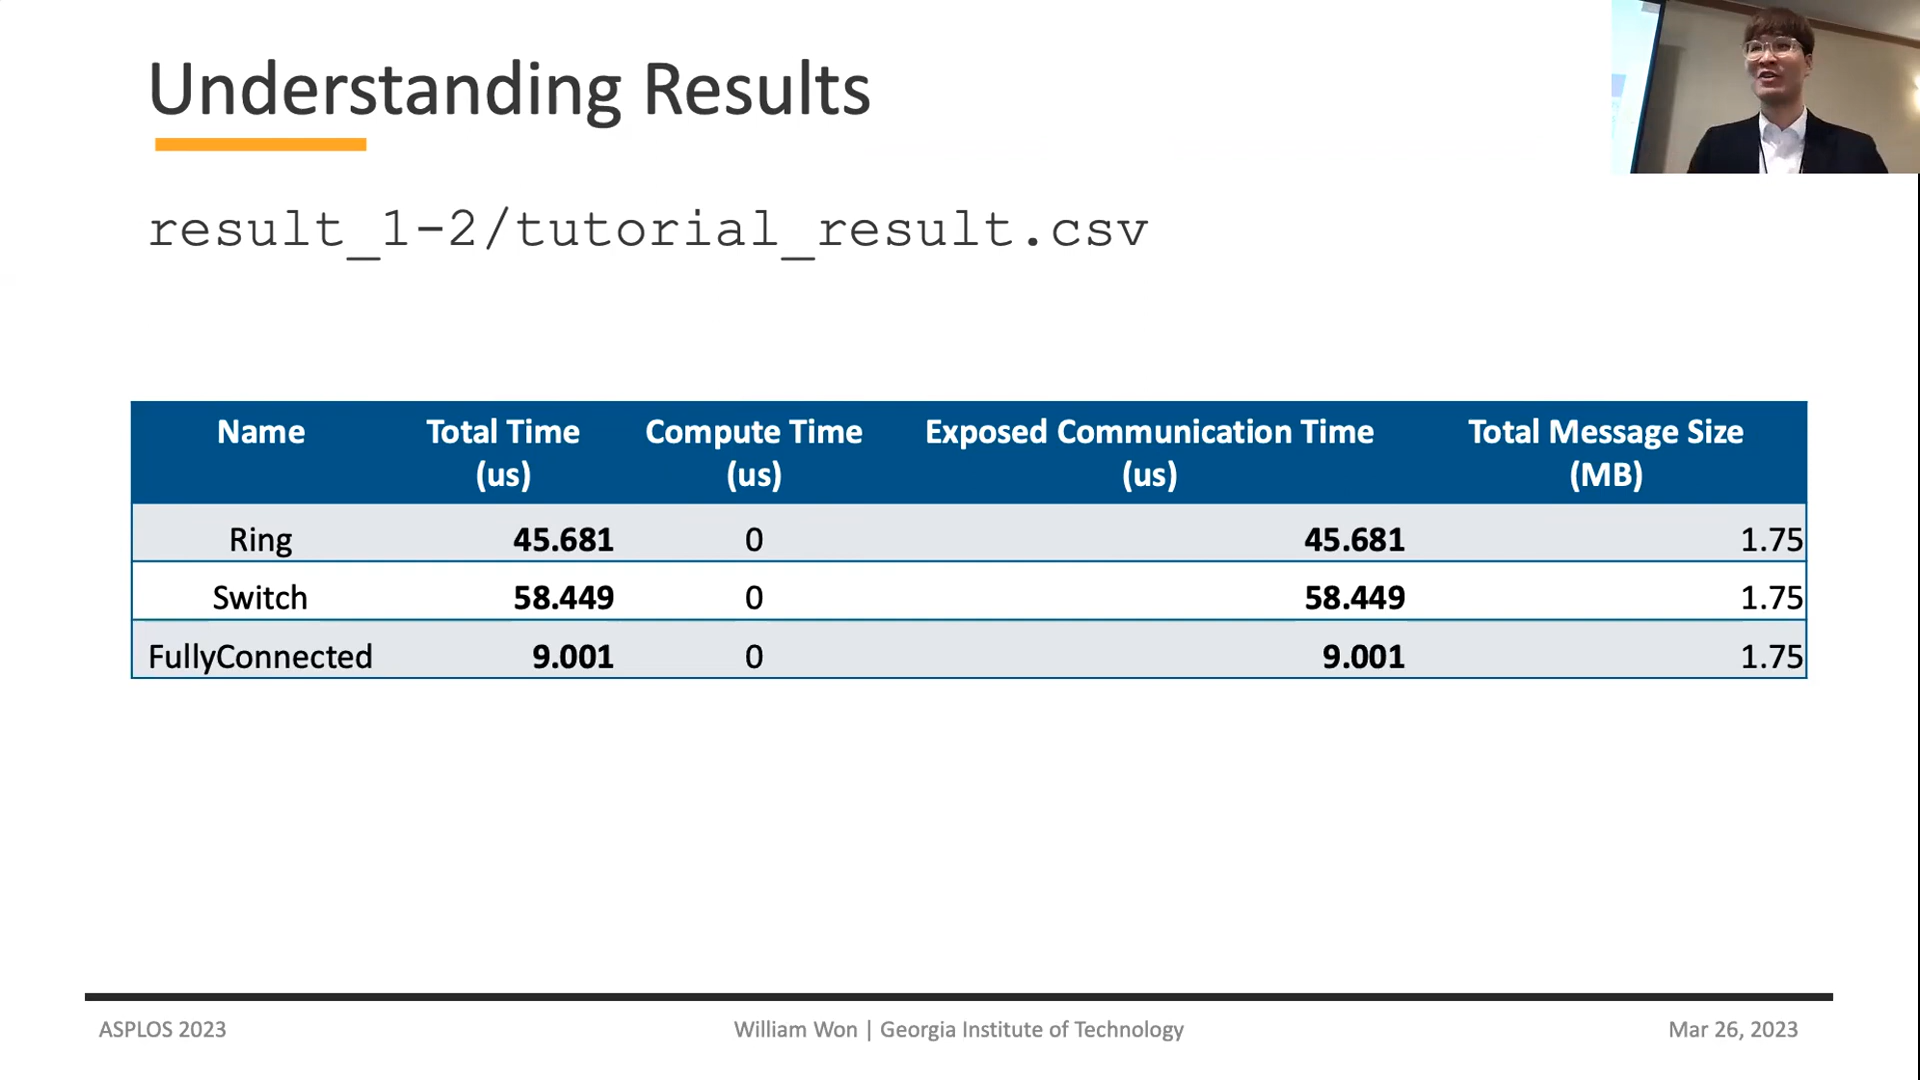 Understanding Results
result_1-2/tutorial_result.csv
Name Total Time (us) Compute Time (us) Exposed Communication Time (us) Total Message Size (MB)
Ring 45.681 0 45.681 1.75
Switch 58.449 0 58.449 1.75
FullyConnected 9.001 0 9.001 1.75
ASPLOS 2023 William Won | Georgia Institute of Technology Mar 26, 2023